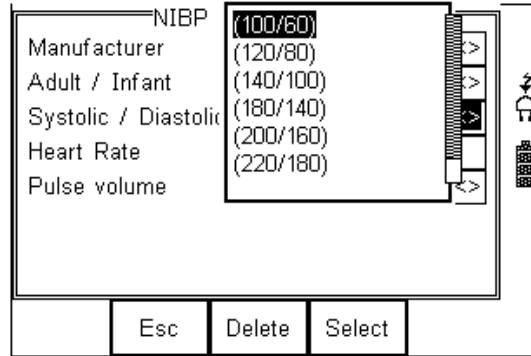 NIBP
Manufacturer
Adult / Infant
Systolic / Diastolic
Heart Rate
Pulse volume
(100/60)
(120/80)
(140/100)
(180/140)
(200/160)
(220/180)
<>
<>
<>
<>
Esc Delete Select